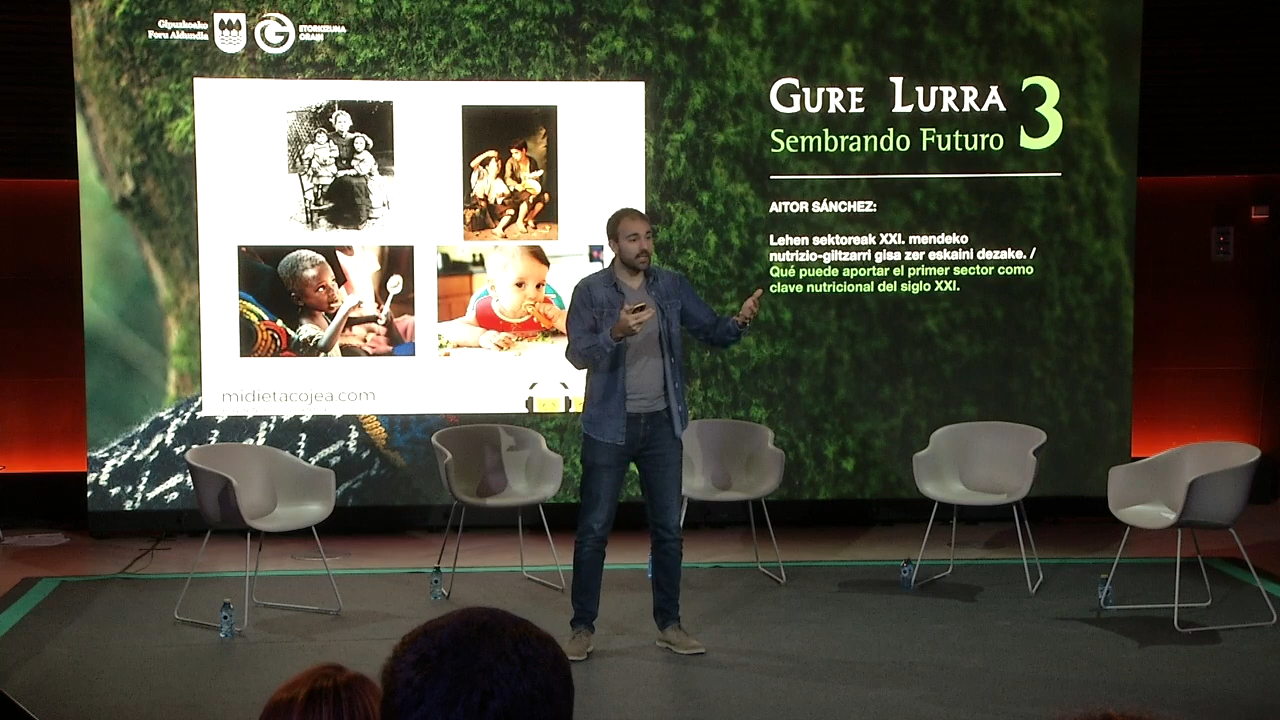 Gipuzkoako
Foru Aldundia
ETORKIZUNA
ORAIN
GURE LURRA 3
Sembrando Futuro
AITOR SÁNCHEZ:
Lehen sektoreak XXI. mendeko
nutrizio-giltzarri gisa zer eskaini dezake. /
Qué puede aportar el primer sector como
clave nutricional del siglo XXI.
midietacojea.com